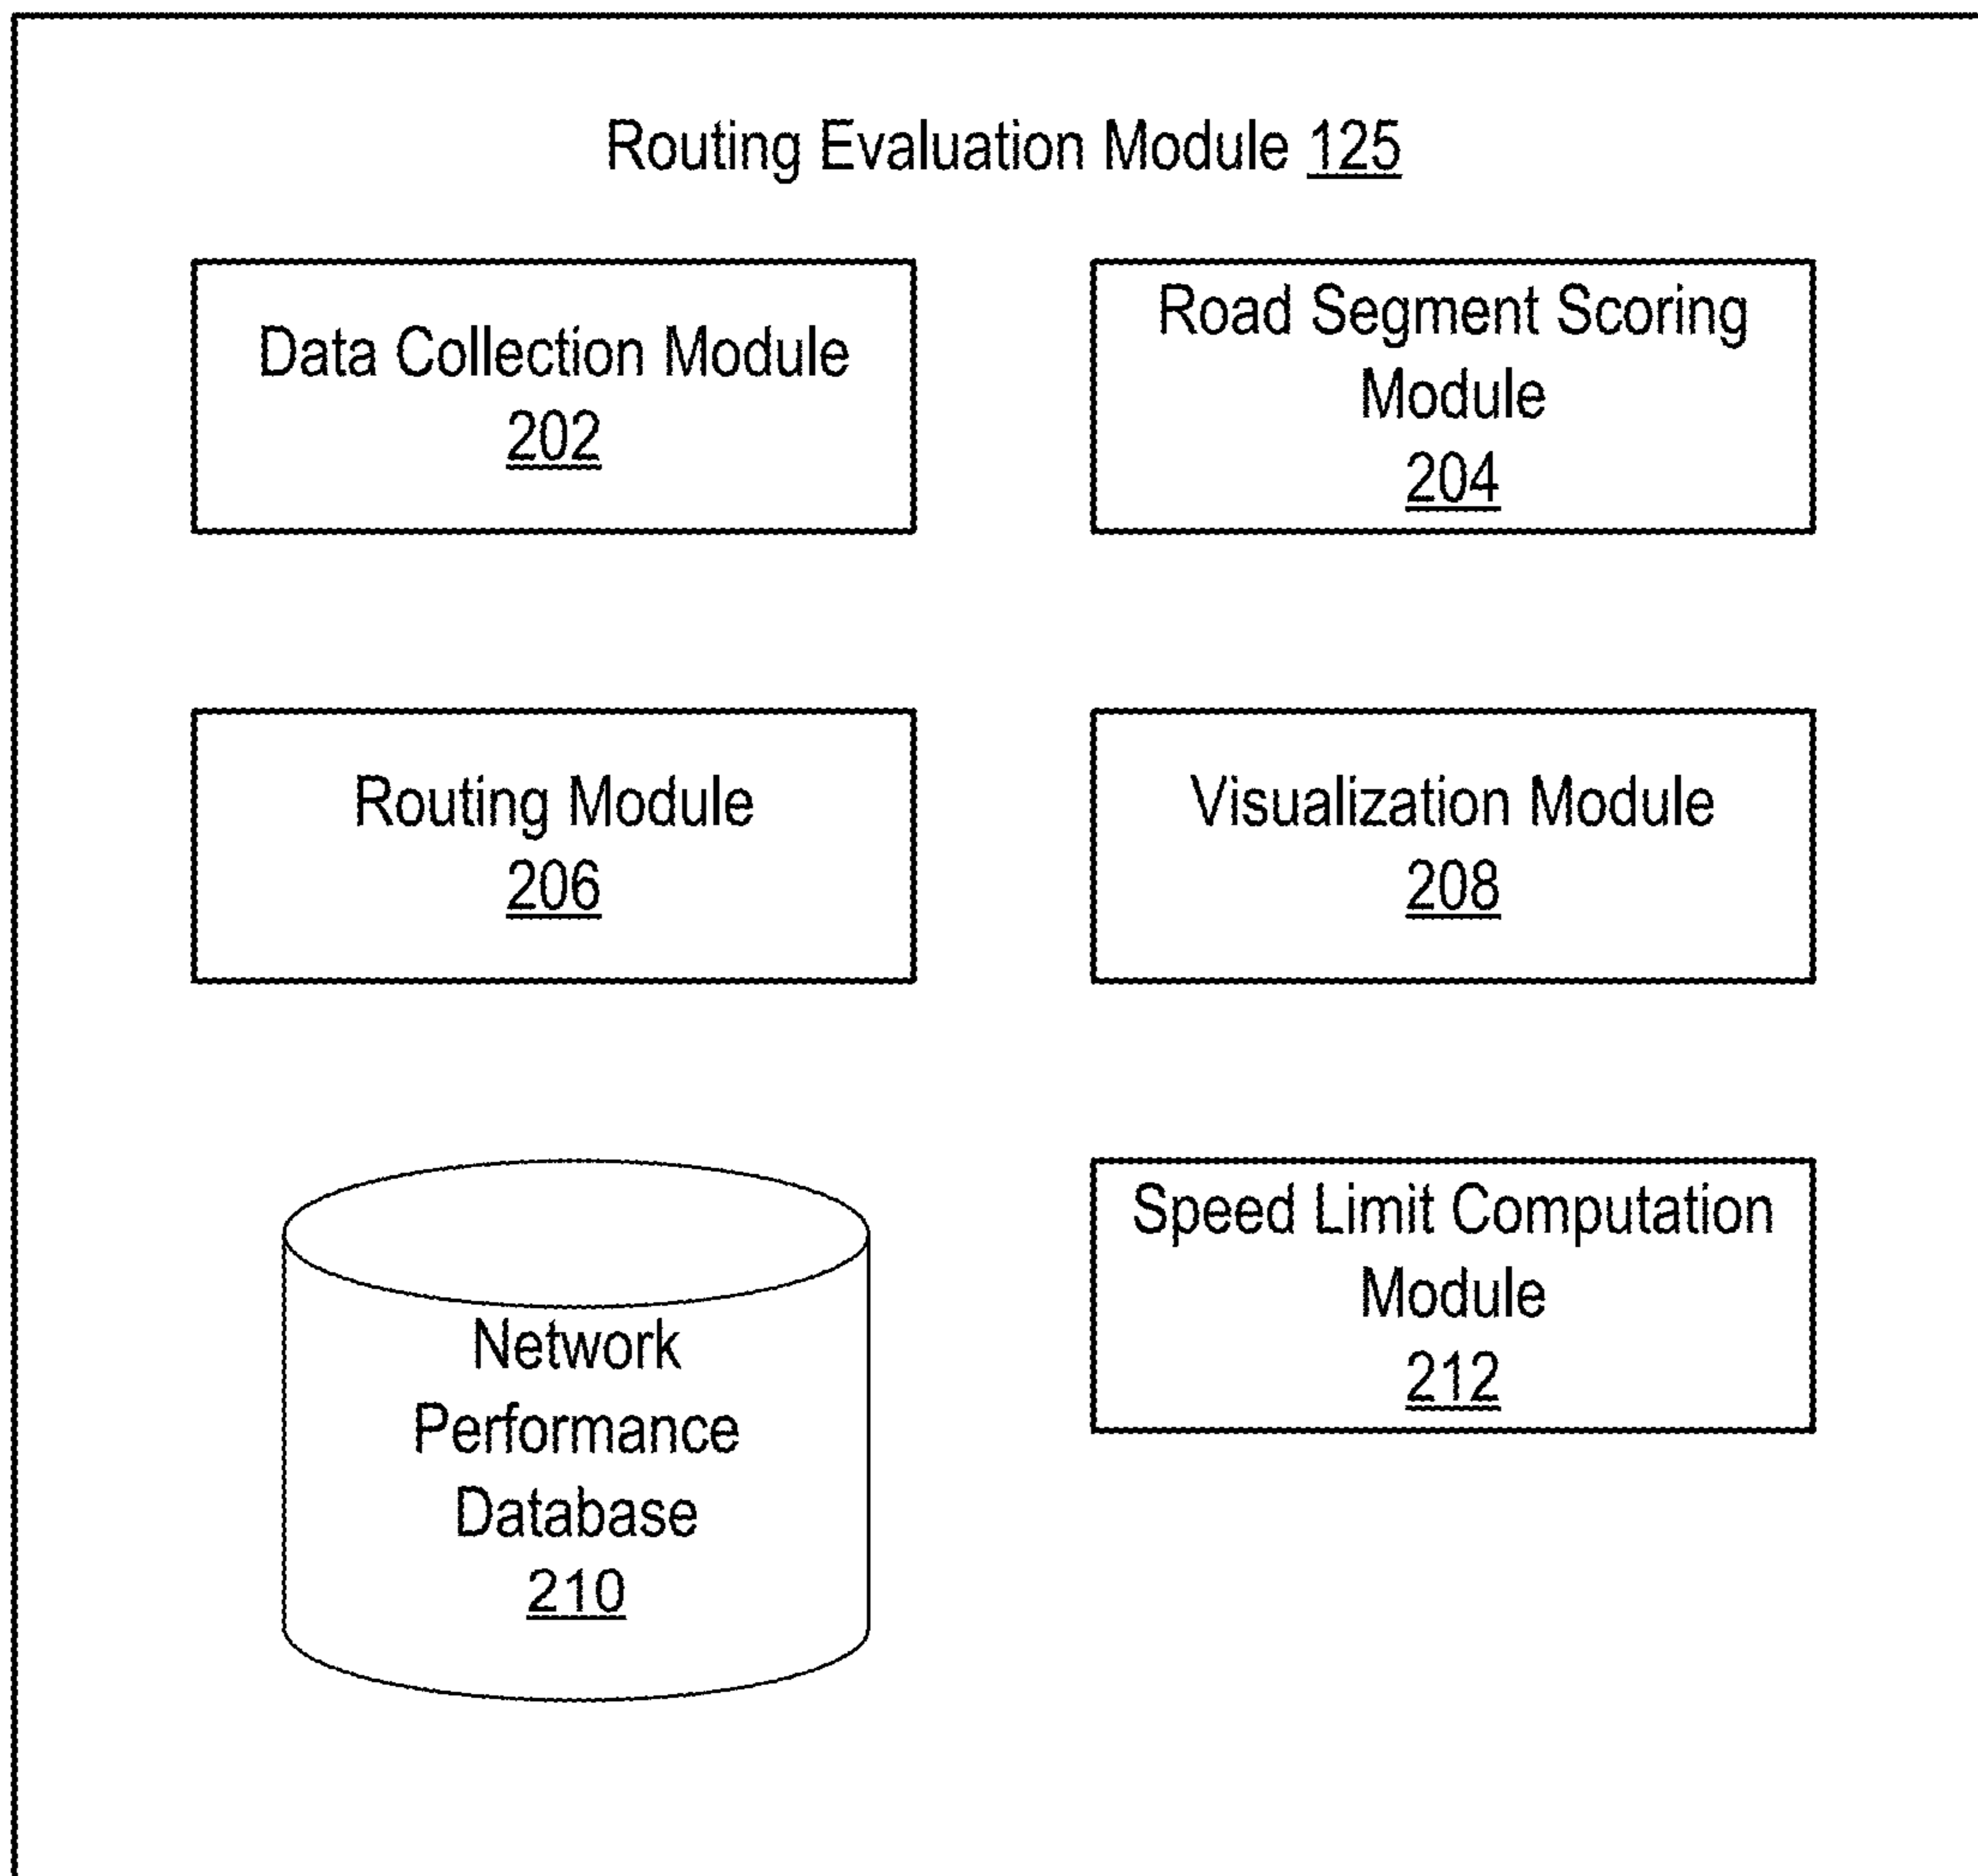 Routing Evaluation Module 125
Data Collection Module
202
Road Segment Scoring
Module
204
Routing Module
206
Visualization Module
208
Network
Performance
Database
210
Speed Limit Computation
Module
212